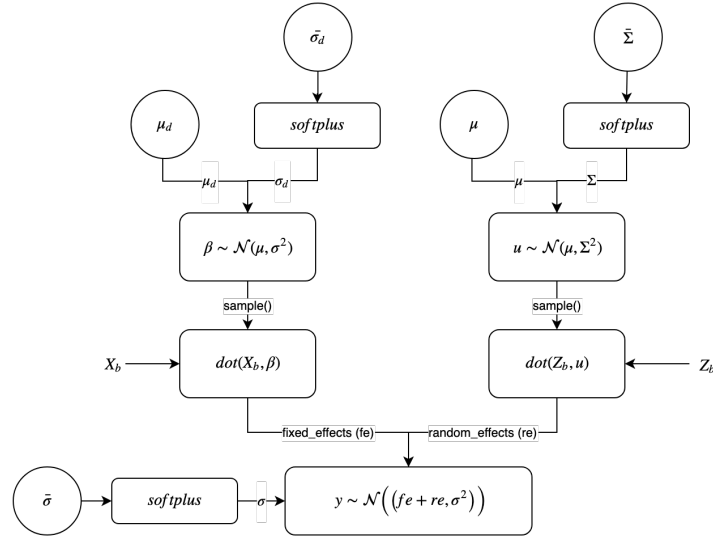 σ̄_d
Σ̄
μ_d
softplus
μ
softplus
μ_d
σ_d
μ
Σ
β ~ 𝒩(μ, σ²)
u ~ 𝒩(μ, Σ²)
sample()
sample()
X_b
dot(X_b, β)
dot(Z_b, u)
Z_b
fixed_effects (fe)
random_effects (re)
σ̄
softplus
σ
y ~ 𝒩((fe + re, σ²))